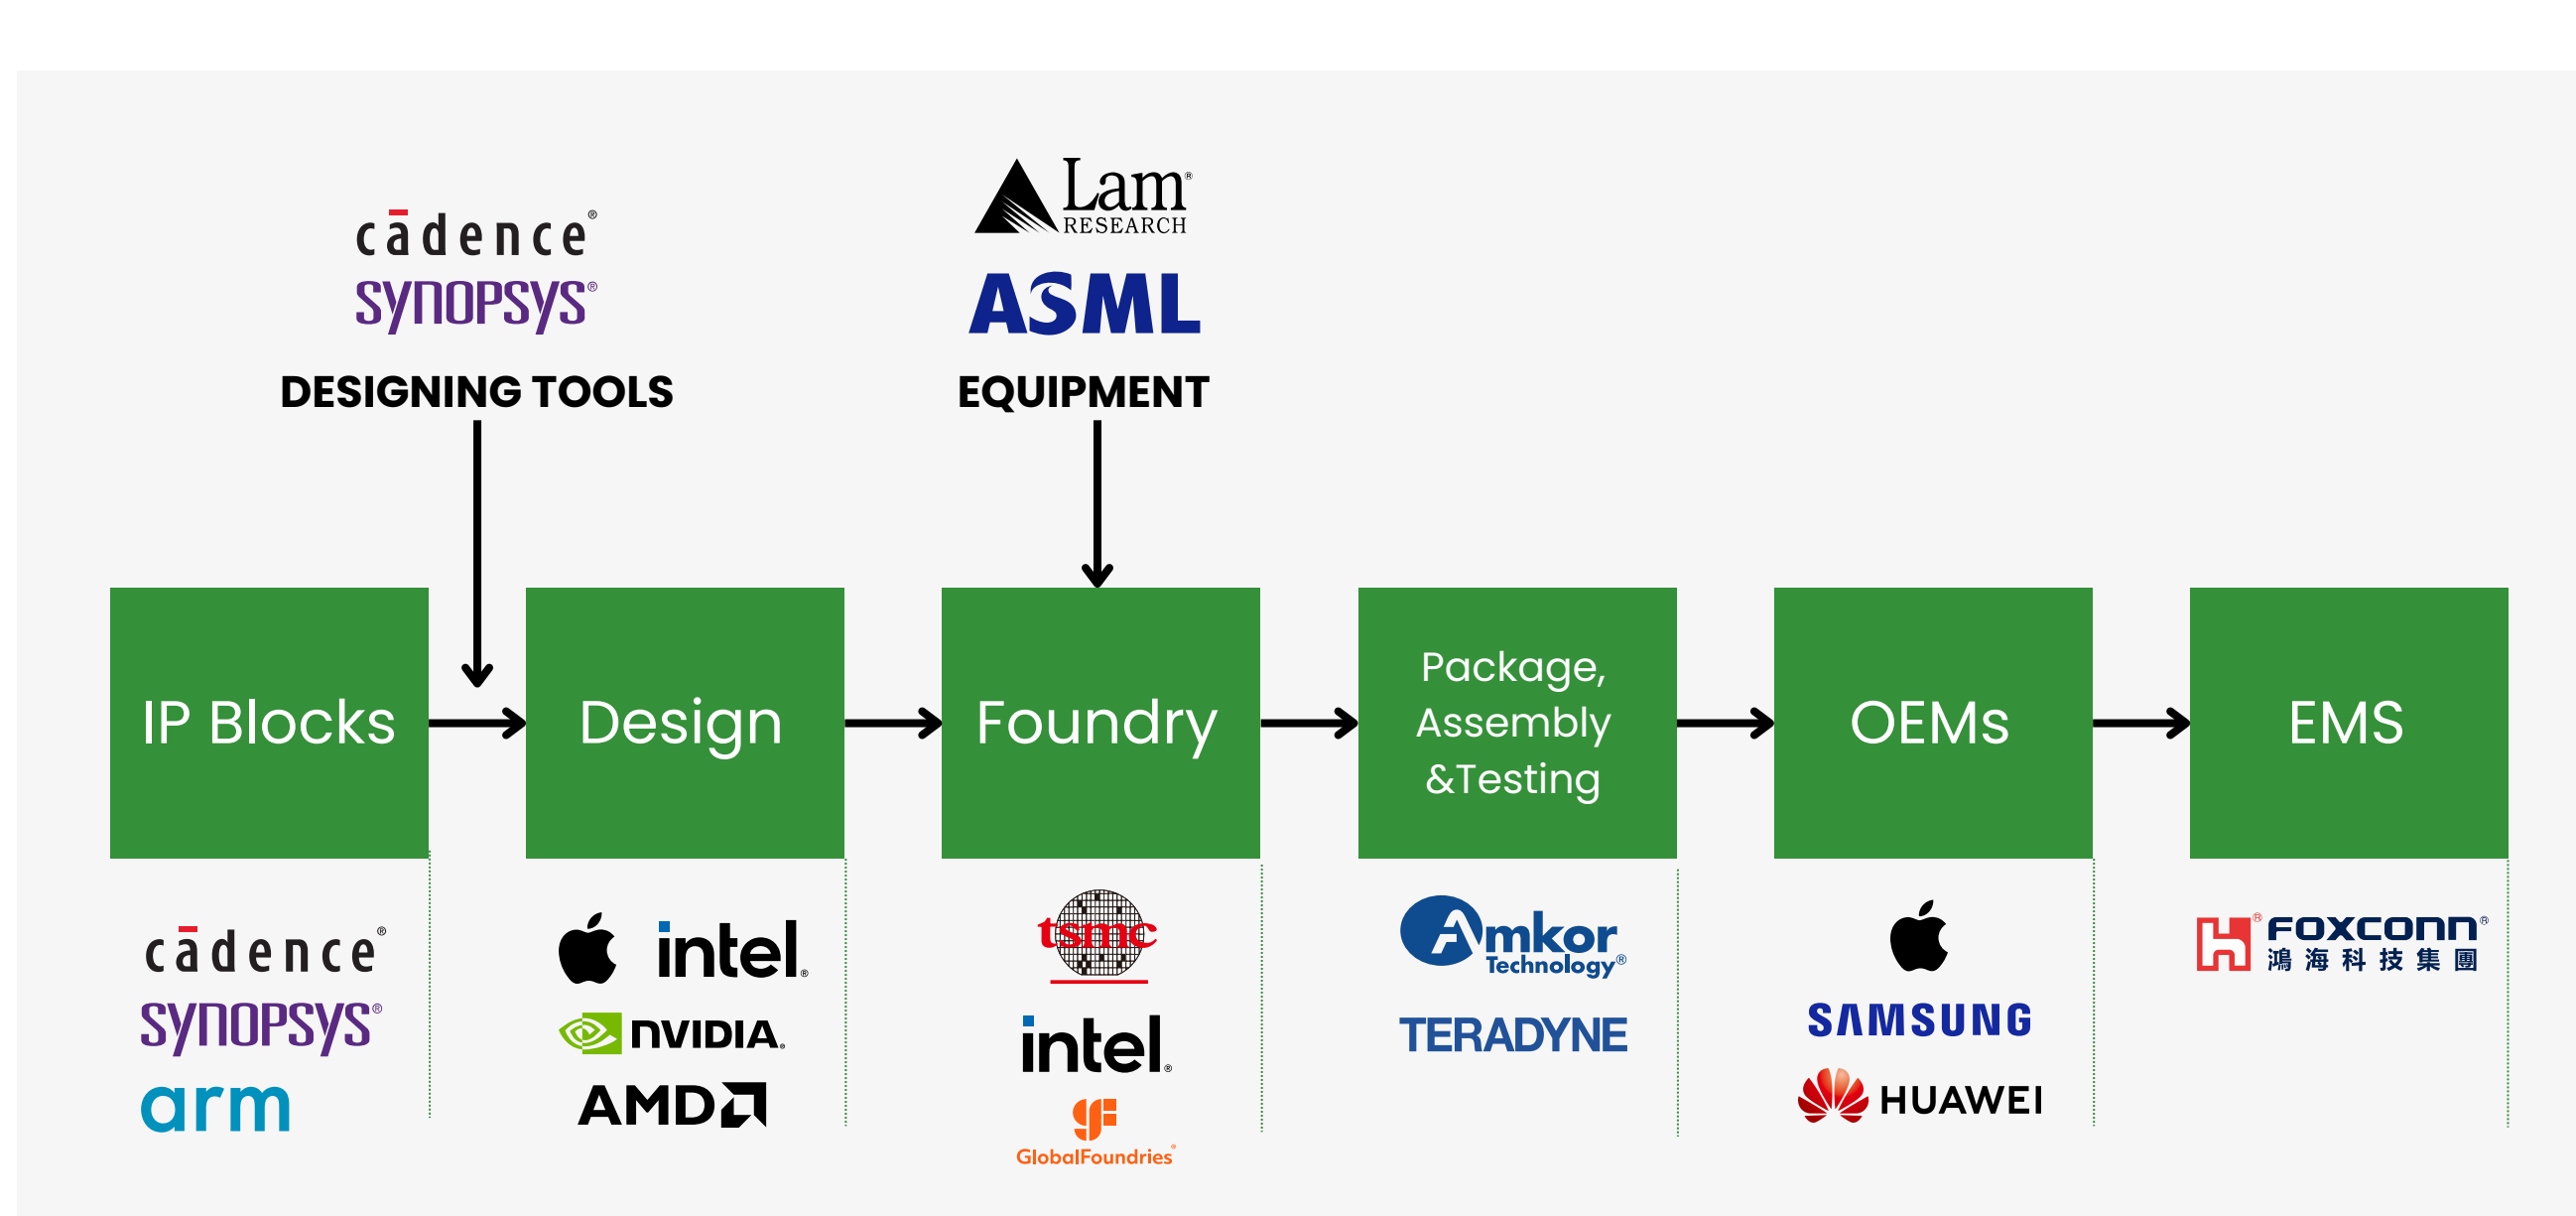 cādence®
SYNOPSYS®
DESIGNING TOOLS
Lam®
RESEARCH
ASML
EQUIPMENT
IP Blocks
Design
Foundry
Package,
Assembly
&Testing
OEMs
EMS
cādence®
SYNOPSYS®
arm
intel®
NVIDIA®
AMD
tsmc
intel®
GF
GlobalFoundries®
Amkor
Technology®
TERADYNE
SAMSUNG
HUAWEI
® FOXCONN®
鴻海科技集團